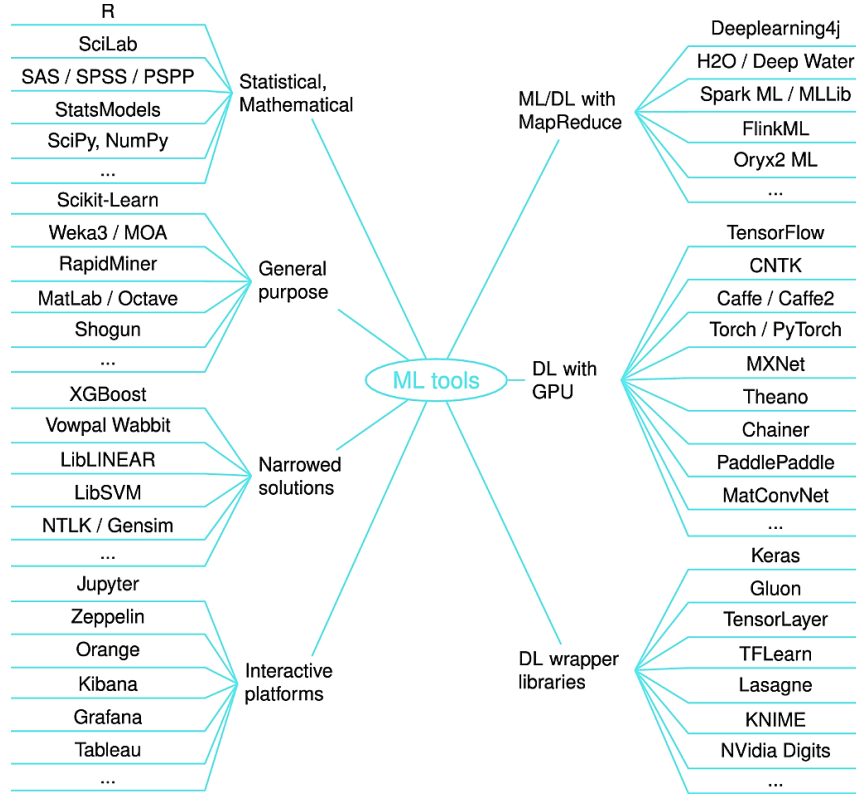 R
SciLab
SAS / SPSS / PSPP
StatsModels
SciPy, NumPy
...
Statistical,
Mathematical
Scikit-Learn
Weka3 / MOA
RapidMiner
MatLab / Octave
Shogun
...
General
purpose
XGBoost
Vowpal Wabbit
LibLINEAR
LibSVM
NTLK / Gensim
...
Narrowed
solutions
Jupyter
Zeppelin
Orange
Kibana
Grafana
Tableau
...
Interactive
platforms
ML tools
ML/DL with
MapReduce
Deeplearning4j
H2O / Deep Water
Spark ML / MLLib
FlinkML
Oryx2 ML
...
DL with
GPU
TensorFlow
CNTK
Caffe / Caffe2
Torch / PyTorch
MXNet
Theano
Chainer
PaddlePaddle
MatConvNet
...
DL wrapper
libraries
Keras
Gluon
TensorLayer
TFLearn
Lasagne
KNIME
NVidia Digits
...